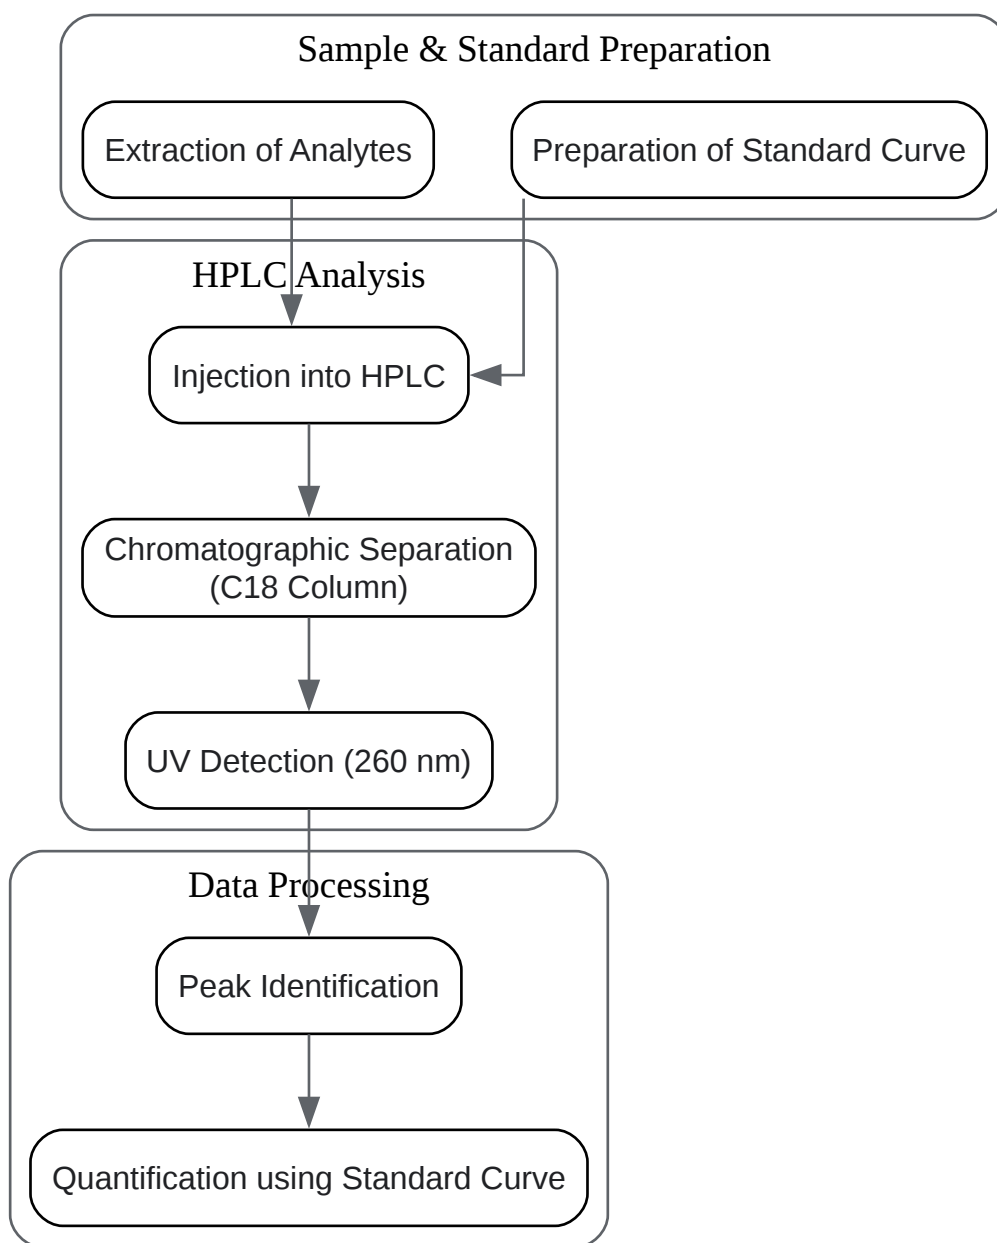 Sample & Standard Preparation
Extraction of Analytes
Preparation of Standard Curve
HPLC Analysis
Injection into HPLC
Chromatographic Separation
(C18 Column)
UV Detection (260 nm)
Data Processing
Peak Identification
Quantification using Standard Curve